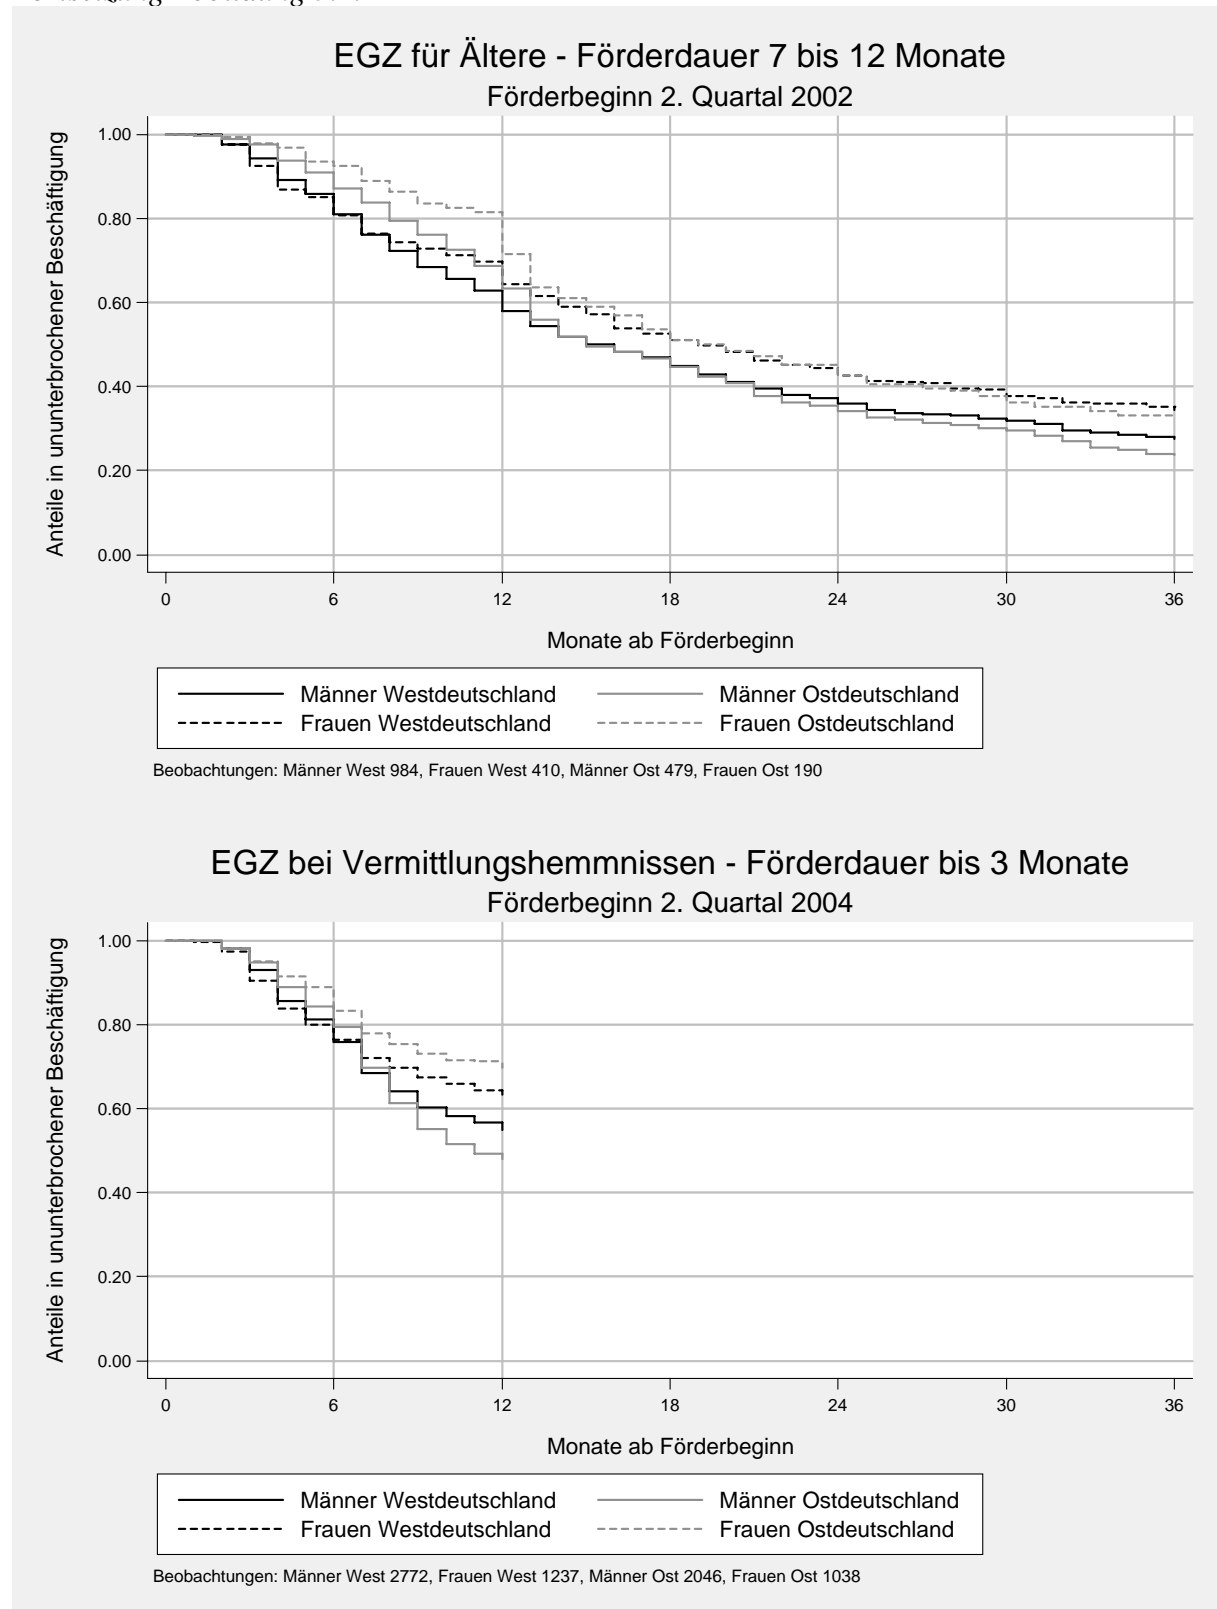 EGZ für Ältere - Förderdauer 7 bis 12 Monate
Förderbeginn 2. Quartal 2002
Anteile in ununterbrochener Beschäftigung
1.00
0.80
0.60
0.40
0.20
0.00
0 6 12 18 24 30 36
Monate ab Förderbeginn
Männer Westdeutschland Männer Ostdeutschland
Frauen Westdeutschland Frauen Ostdeutschland
Beobachtungen: Männer West 984, Frauen West 410, Männer Ost 479, Frauen Ost 190
EGZ bei Vermittlungshemmnissen - Förderdauer bis 3 Monate
Förderbeginn 2. Quartal 2004
Anteile in ununterbrochener Beschäftigung
1.00
0.80
0.60
0.40
0.20
0.00
0 6 12 18 24 30 36
Monate ab Förderbeginn
Männer Westdeutschland Männer Ostdeutschland
Frauen Westdeutschland Frauen Ostdeutschland
Beobachtungen: Männer West 2772, Frauen West 1237, Männer Ost 2046, Frauen Ost 1038